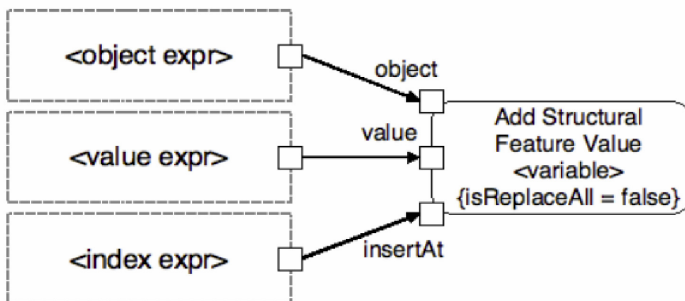 <object expr>
object
<value expr>
value
Add Structural
Feature Value
<variable>
{isReplaceAll = false}
<index expr>
insertAt